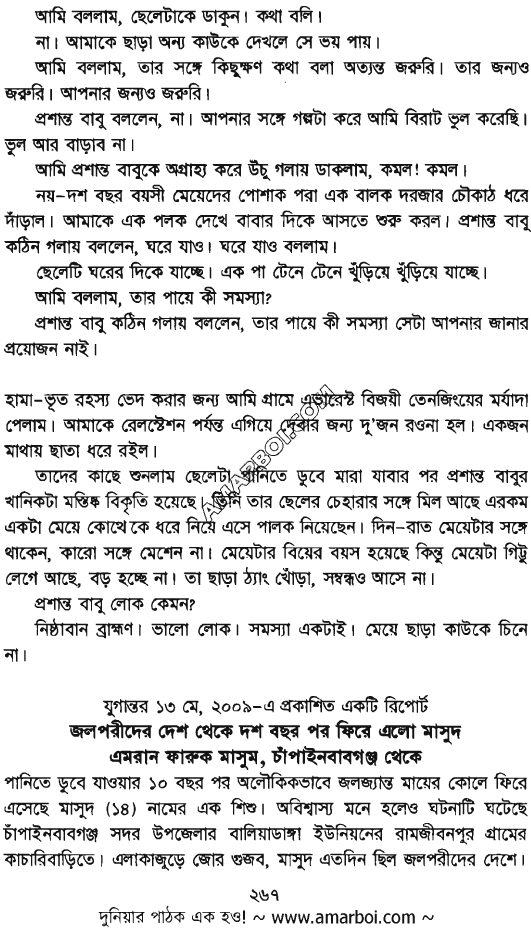 আমি বললাম, ছেলেটাকে ডাকুন। কথা বলি।
না। আমাকে ছাড়া অন্য কাউকে দেখলে সে ভয় পায়।
আমি বললাম, তার সঙ্গে কিছুক্ষণ কথা বলা অত্যন্ত জরুরি। তার জন্যও
জরুরি। আপনার জন্যও জরুরি।
প্রশান্ত বাবু বললেন, না। আপনার সঙ্গে গল্পটা করে আমি বিরাট ভুল করেছি।
ভুল আর বাড়াব না।
আমি প্রশান্ত বাবুকে অগ্রাহ্য করে উঁচু গলায় ডাকলাম, কমল! কমল।
নয়-দশ বছর বয়সী মেয়েদের পোশাক পরা এক বালক দরজার চৌকাঠ ধরে
দাঁড়াল। আমাকে এক পলক দেখে বাবার দিকে আসতে শুরু করল। প্রশান্ত বাবু
কঠিন গলায় বললেন, ঘরে যাও। ঘরে যাও বললাম।
ছেলেটি ঘরের দিকে যাচ্ছে। এক পা টেনে টেনে খুঁড়িয়ে খুঁড়িয়ে যাচ্ছে।
আমি বললাম, তার পায়ে কী সমস্যা?
প্রশান্ত বাবু কঠিন গলায় বললেন, তার পায়ে কী সমস্যা সেটা আপনার জানার
প্রয়োজন নাই।
হামা-ভূত রহস্য ভেদ করার জন্য আমি গ্রামে এভারেস্ট বিজয়ী তেনজিংয়ের মর্যাদা
পেলাম। আমাকে রেলস্টেশন পর্যন্ত এগিয়ে দেবার জন্য দু'জন রওনা হল। একজন
মাথায় ছাতা ধরে রইল।
তাদের কাছে শুনলাম ছেলেটা পানিতে ডুবে মারা যাবার পর প্রশান্ত বাবুর
খানিকটা মস্তিষ্ক বিকৃতি হয়েছে। তিনি তার ছেলের চেহারার সঙ্গে মিল আছে এরকম
একটা মেয়ে কোত্থেকে ধরে নিয়ে এসে পালক নিয়েছেন। দিন-রাত মেয়েটার সঙ্গে
থাকেন, কারো সঙ্গে মেশেন না। মেয়েটার বিয়ের বয়স হয়েছে কিন্তু মেয়েটা গিট্টু
লেগে আছে, বড় হচ্ছে না। তা ছাড়া ঠ্যাং খোঁড়া, সম্বন্ধও আসে না।
প্রশান্ত বাবু লোক কেমন?
নিষ্ঠাবান ব্রাহ্মণ। ভালো লোক। সমস্যা একটাই। মেয়ে ছাড়া কাউকে চিনে
না।
যুগান্তর ১৩ মে, ২০০৯-এ প্রকাশিত একটি রিপোর্ট
জলপরীদের দেশ থেকে দশ বছর পর ফিরে এলো মাসুদ
এমরান ফারুক মাসুম, চাঁপাইনবাবগঞ্জ থেকে
পানিতে ডুবে যাওয়ার ১০ বছর পর অলৌকিকভাবে জলজ্যান্ত মায়ের কোলে ফিরে
এসেছে মাসুদ (১৪) নামের এক শিশু। অবিশ্বাস্য মনে হলেও ঘটনাটি ঘটেছে
চাঁপাইনবাবগঞ্জ সদর উপজেলার বালিয়াডাঙ্গা ইউনিয়নের রামজীবনপুর গ্রামের
কাচারিবাড়িতে। এলাকাজুড়ে জোর গুজব, মাসুদ এতদিন ছিল জলপরীদের দেশে।
২৬৭
দুনিয়ার পাঠক এক হও! ~ www.amarboi.com ~
AMARBOI.COM